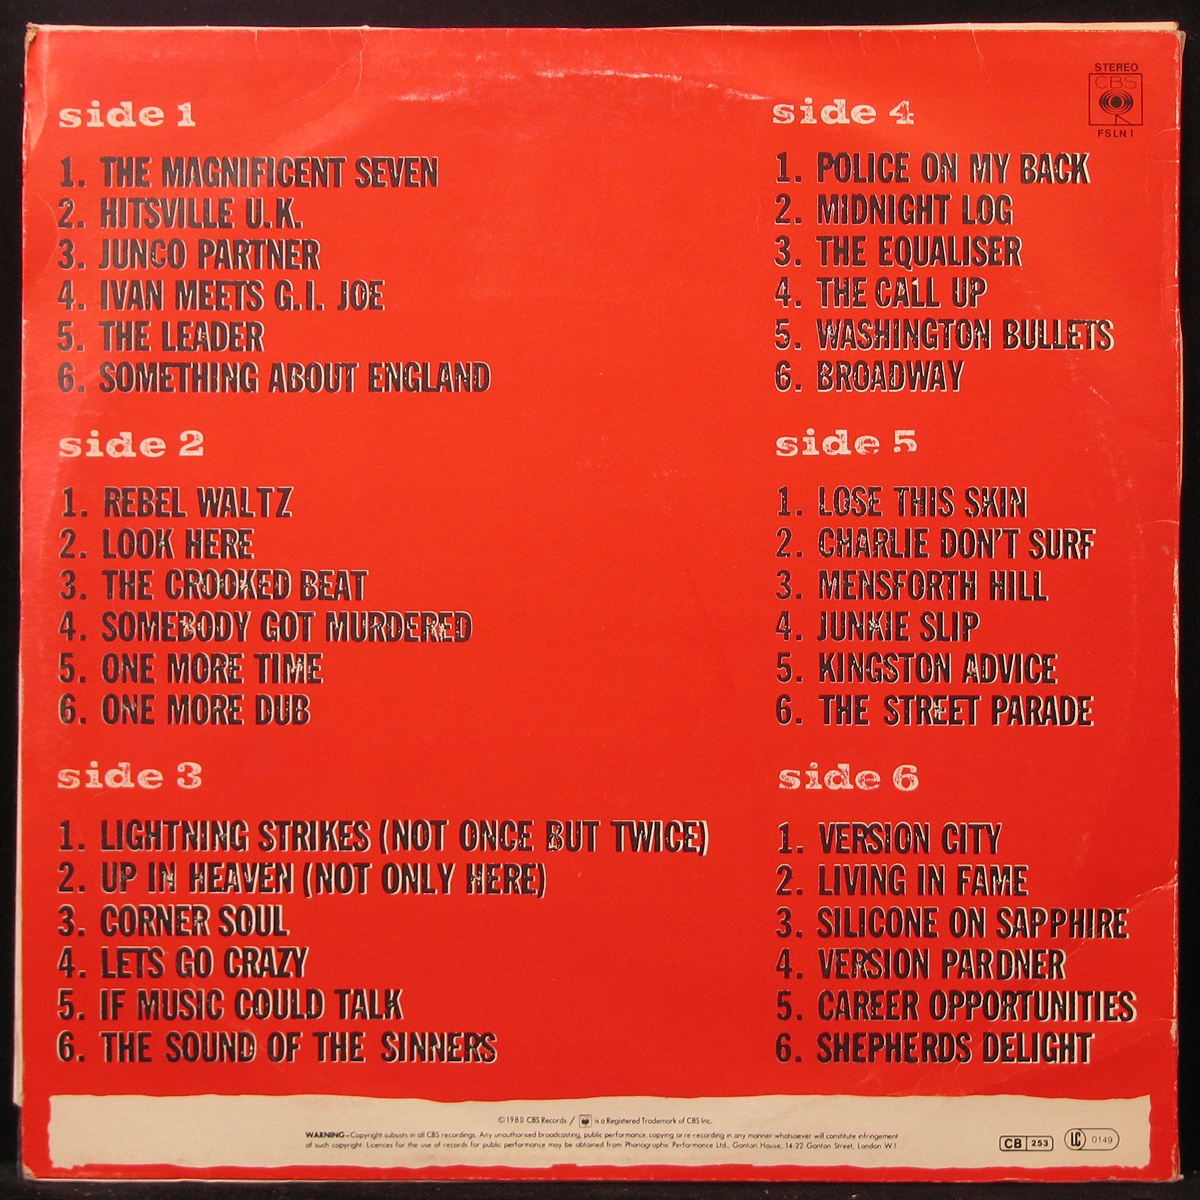 side 1
1. THE MAGNIFICENT SEVEN
2. HITSVILLE U.K.
3. JUNCO PARTNER
4. IVAN MEETS G.I. JOE
5. THE LEADER
6. SOMETHING ABOUT ENGLAND
side 2
1. REBEL WALTZ
2. LOOK HERE
3. THE CROOKED BEAT
4. SOMEBODY GOT MURDERED
5. ONE MORE TIME
6. ONE MORE DUB
side 3
1. LIGHTNING STRIKES (NOT ONCE BUT TWICE)
2. UP IN HEAVEN (NOT ONLY HERE)
3. CORNER SOUL
4. LETS GO CRAZY
5. IF MUSIC COULD TALK
6. THE SOUND OF THE SINNERS
STEREO
CBS
FSLN 1
side 4
1. POLICE ON MY BACK
2. MIDNIGHT LOG
3. THE EQUALISER
4. THE CALL UP
5. WASHINGTON BULLETS
6. BROADWAY
side 5
1. LOSE THIS SKIN
2. CHARLIE DON'T SURF
3. MENSFORTH HILL
4. JUNKIE SLIP
5. KINGSTON ADVICE
6. THE STREET PARADE
side 6
1. VERSION CITY
2. LIVING IN FAME
3. SILICONE ON SAPPHIRE
4. VERSION PARDNER
5. CAREER OPPORTUNITIES
6. SHEPHERDS DELIGHT
©1980 CBS Records / is a Registered Trademark of CBS Inc.
WARNING–Copyright subsists in all CBS recordings. Any unauthorised broadcasting, public performance, copying or re-recording in any manner whatsoever will constitute infringement
of such copyright. Licences for the use of records for public performance may be obtained from Phonographic Performance Ltd., Ganton House, 14-22 Ganton Street, London W.1.
CB 253
LC 0149